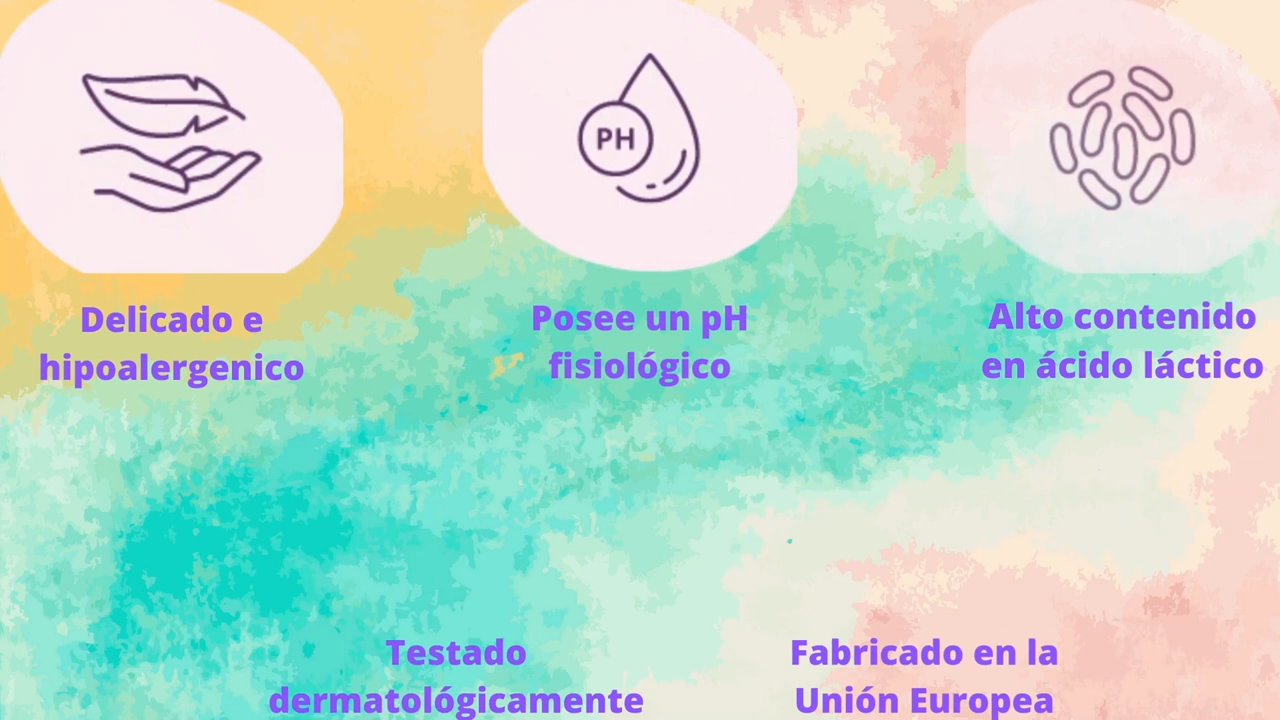 PH
Delicado e
hipoalergenico
Posee un pH
fisiológico
Alto contenido
en ácido láctico
Testado
dermatológicamente
Fabricado en la
Unión Europea